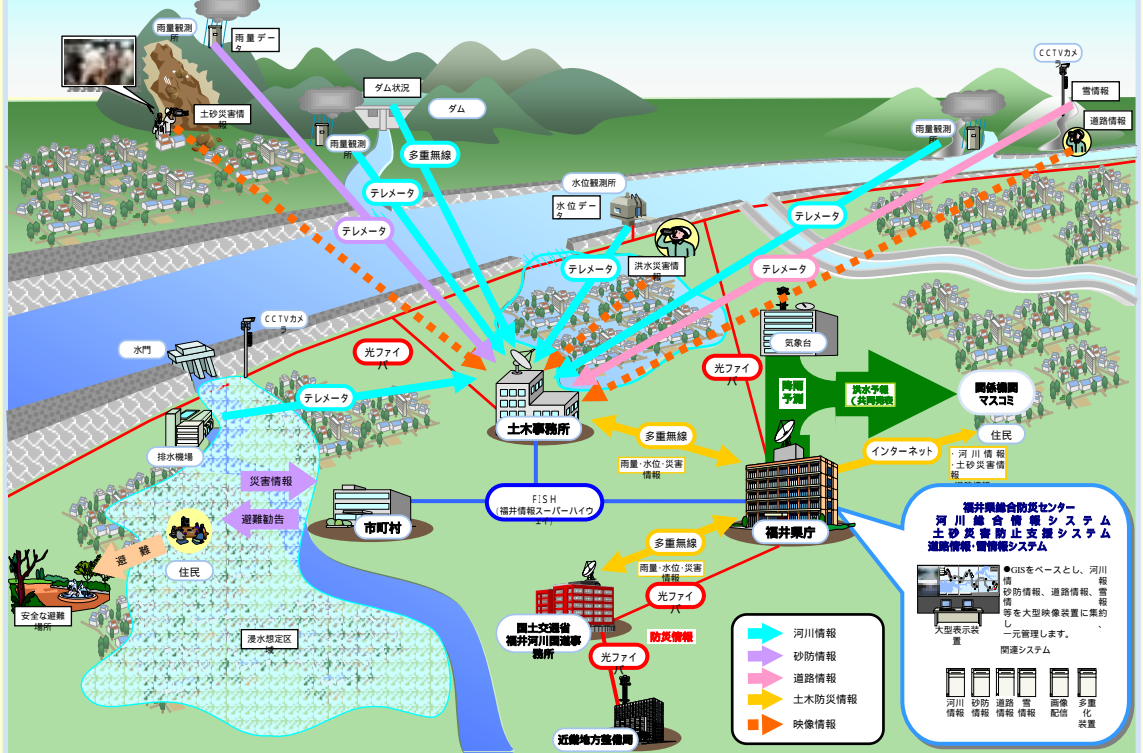 雨量観測
所
雨量デー
タ
土砂災害情
報
雨量観測
所
ダム状況
ダム
多重無線
テレメータ
テレメータ
CCTVカメ
ラ
雪情報
道路情報
雨量観測
所
水位観測所
水位デー
タ
テレメータ
テレメータ
洪水災害情
報
テレメータ
CCTVカメ
ラ
水門
光ファイ
バ
光ファイ
バ
気象台
降雨
予測
洪水予報
(共同発表
関係機関
マスコミ
テレメータ
土木事務所
住民
排水機場
多重無線
インターネット
雨量・水位・災害
情報
・河川情報
・土砂災害情
報
災害情報
避難勧告
市町村
FISH
(福井情報スーパーハイウ
ェイ)
福井県庁
避難
住民
多重無線
雨量・水位・災害
情報
光ファイ
バ
安全な避難
場所
浸水想定区
域
国土交通省
福井河川国道事
務所
防災情報
光ファイ
バ
近畿地方整備局
河川情報
砂防情報
道路情報
土木防災情報
映像情報
福井県総合防災センター
河川総合情報システム
土砂災害防止支援システム
道路情報・雪情報システム
●GISをベースとし、河川
情報
砂防情報、道路情報、雪
情報
等を大型映像装置に集約
し、
一元管理します。
大型表示装
置
関連システム
河川
情報
砂防
情報
道路
情報
雪
情報
画像
配信
多重
化
装置